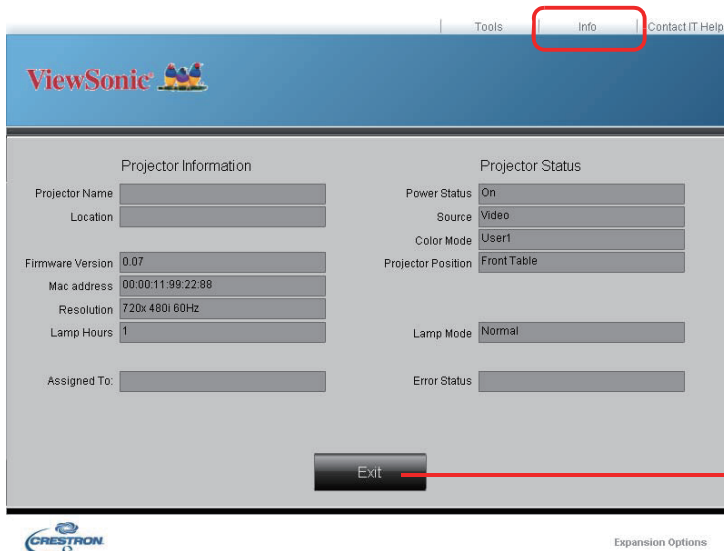 Tools Info Contact IT Help
ViewSonic
Projector Information
Projector Name
Location
Firmware Version 0.07
Mac address 00:00:11:99:22:88
Resolution 720x 480i 60Hz
Lamp Hours 1
Assigned To:
Projector Status
Power Status On
Source Video
Color Mode User1
Projector Position Front Table
Lamp Mode Normal
Error Status
Exit
CRESTRON
Expansion Options